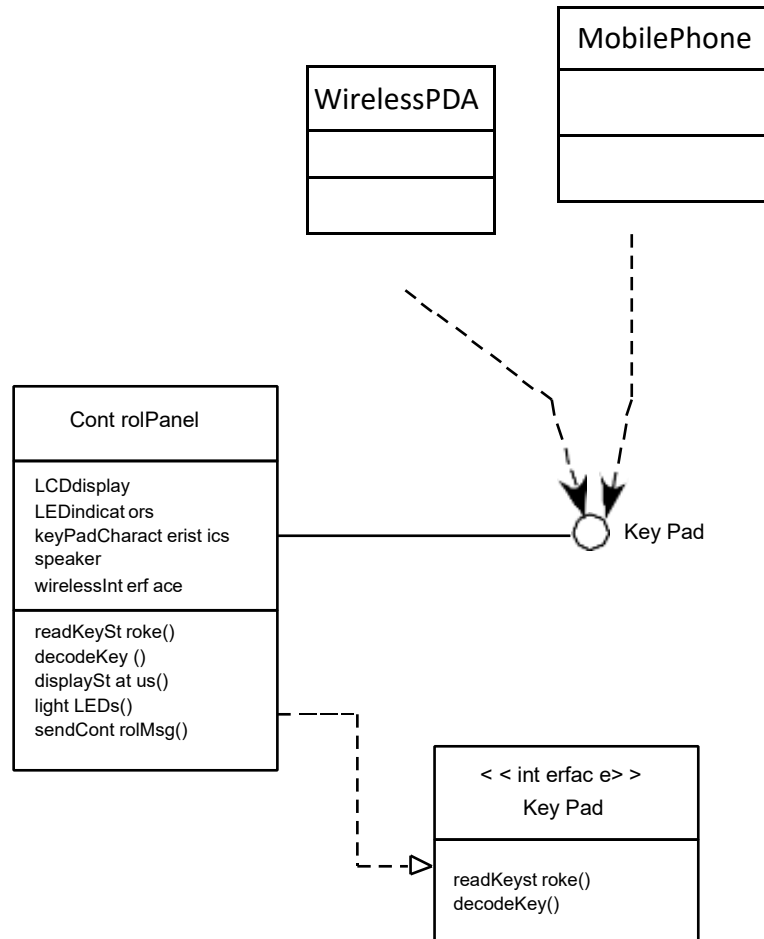 MobilePhone
WirelessPDA
Cont rolPanel
LCDdisplay
LEDindicat ors
keyPadCharact erist ics
speaker
wirelessInt erf ace
Key Pad
readKeySt roke()
decodeKey ()
displaySt at us()
light LEDs()
sendCont rolMsg()
< < int erfac e> >
Key Pad
readKeyst roke()
decodeKey()